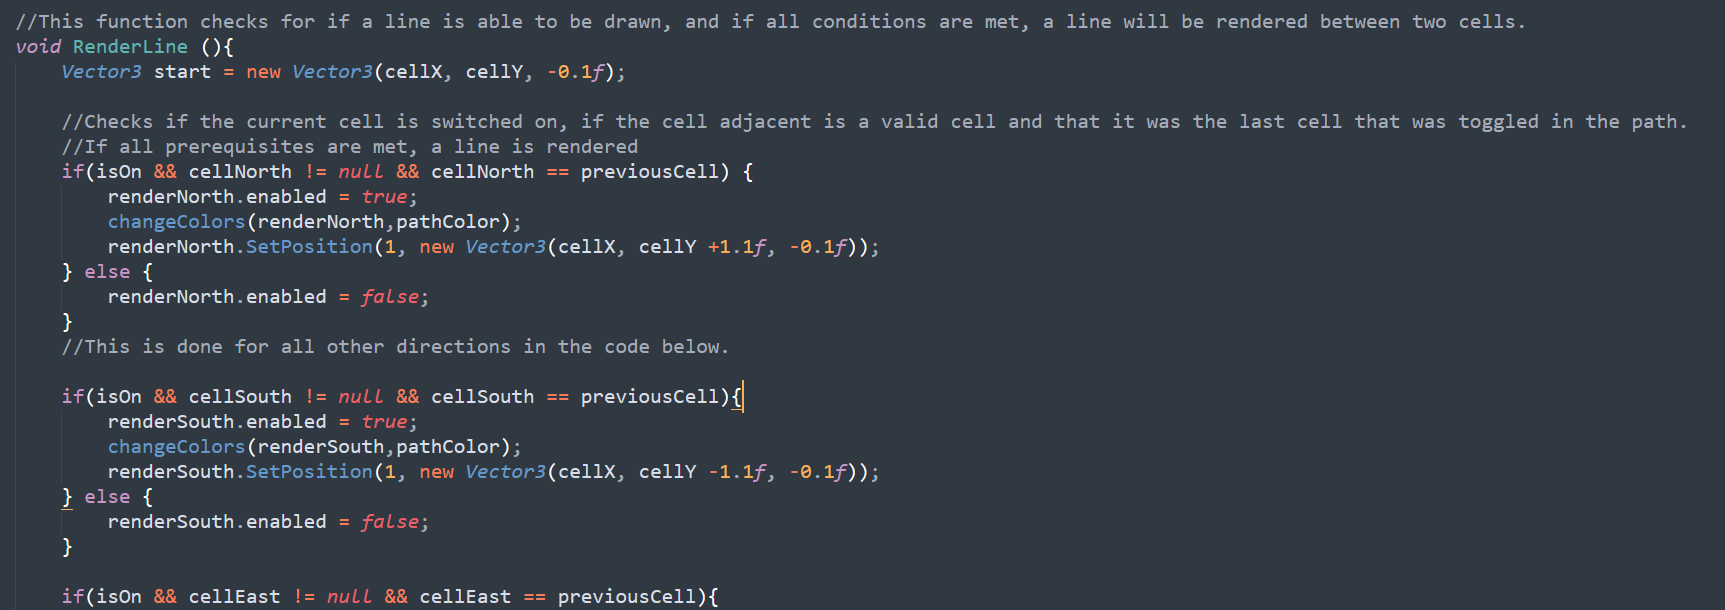 //This function checks for if a line is able to be drawn, and if all conditions are met, a line will be rendered between two cells.
void RenderLine (){
    Vector3 start = new Vector3(cellX, cellY, -0.1f);

    //Checks if the current cell is switched on, if the cell adjacent is a valid cell and that it was the last cell that was toggled in the path.
    //If all prerequisites are met, a line is rendered
    if(isOn && cellNorth != null && cellNorth == previousCell) {
        renderNorth.enabled = true;
        changeColors(renderNorth,pathColor);
        renderNorth.SetPosition(1, new Vector3(cellX, cellY +1.1f, -0.1f));
    } else {
        renderNorth.enabled = false;
    }
    //This is done for all other directions in the code below.

    if(isOn && cellSouth != null && cellSouth == previousCell){
        renderSouth.enabled = true;
        changeColors(renderSouth,pathColor);
        renderSouth.SetPosition(1, new Vector3(cellX, cellY -1.1f, -0.1f));
    } else {
        renderSouth.enabled = false;
    }

    if(isOn && cellEast != null && cellEast == previousCell){